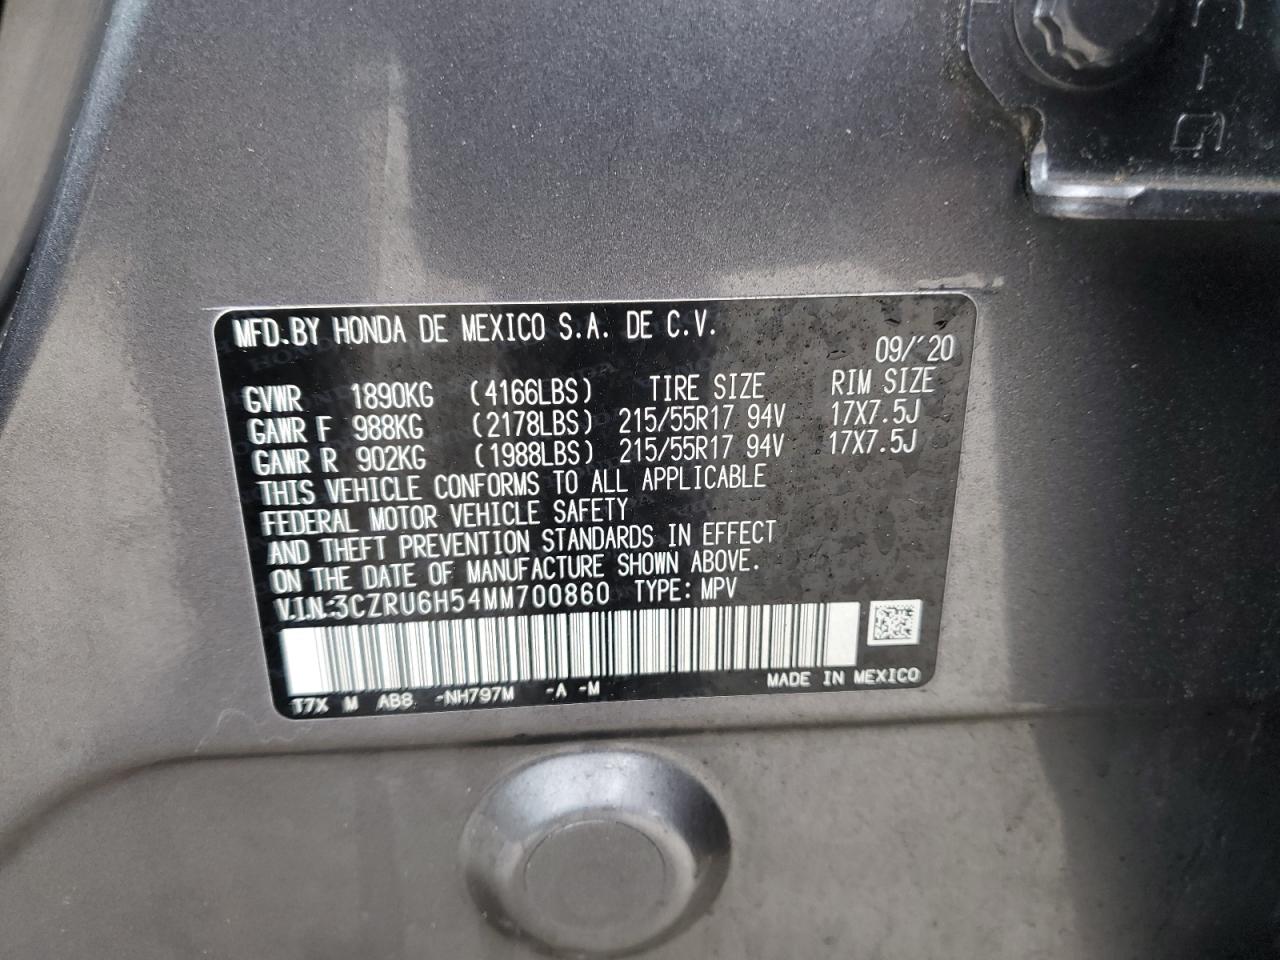 MFD.BY HONDA DE MEXICO S.A. DE C.V.
09/'20
GVWR 1890KG (4166LBS) TIRE SIZE RIM SIZE
GAWR F 988KG (2178LBS) 215/55R17 94V 17X7.5J
GAWR R 902KG (1988LBS) 215/55R17 94V 17X7.5J
THIS VEHICLE CONFORMS TO ALL APPLICABLE
FEDERAL MOTOR VEHICLE SAFETY
AND THEFT PREVENTION STANDARDS IN EFFECT
ON THE DATE OF MANUFACTURE SHOWN ABOVE.
V.I.N.:3CZRU6H54MM700860 TYPE: MPV
T7X M AB8 -NH797M -A -M MADE IN MEXICO